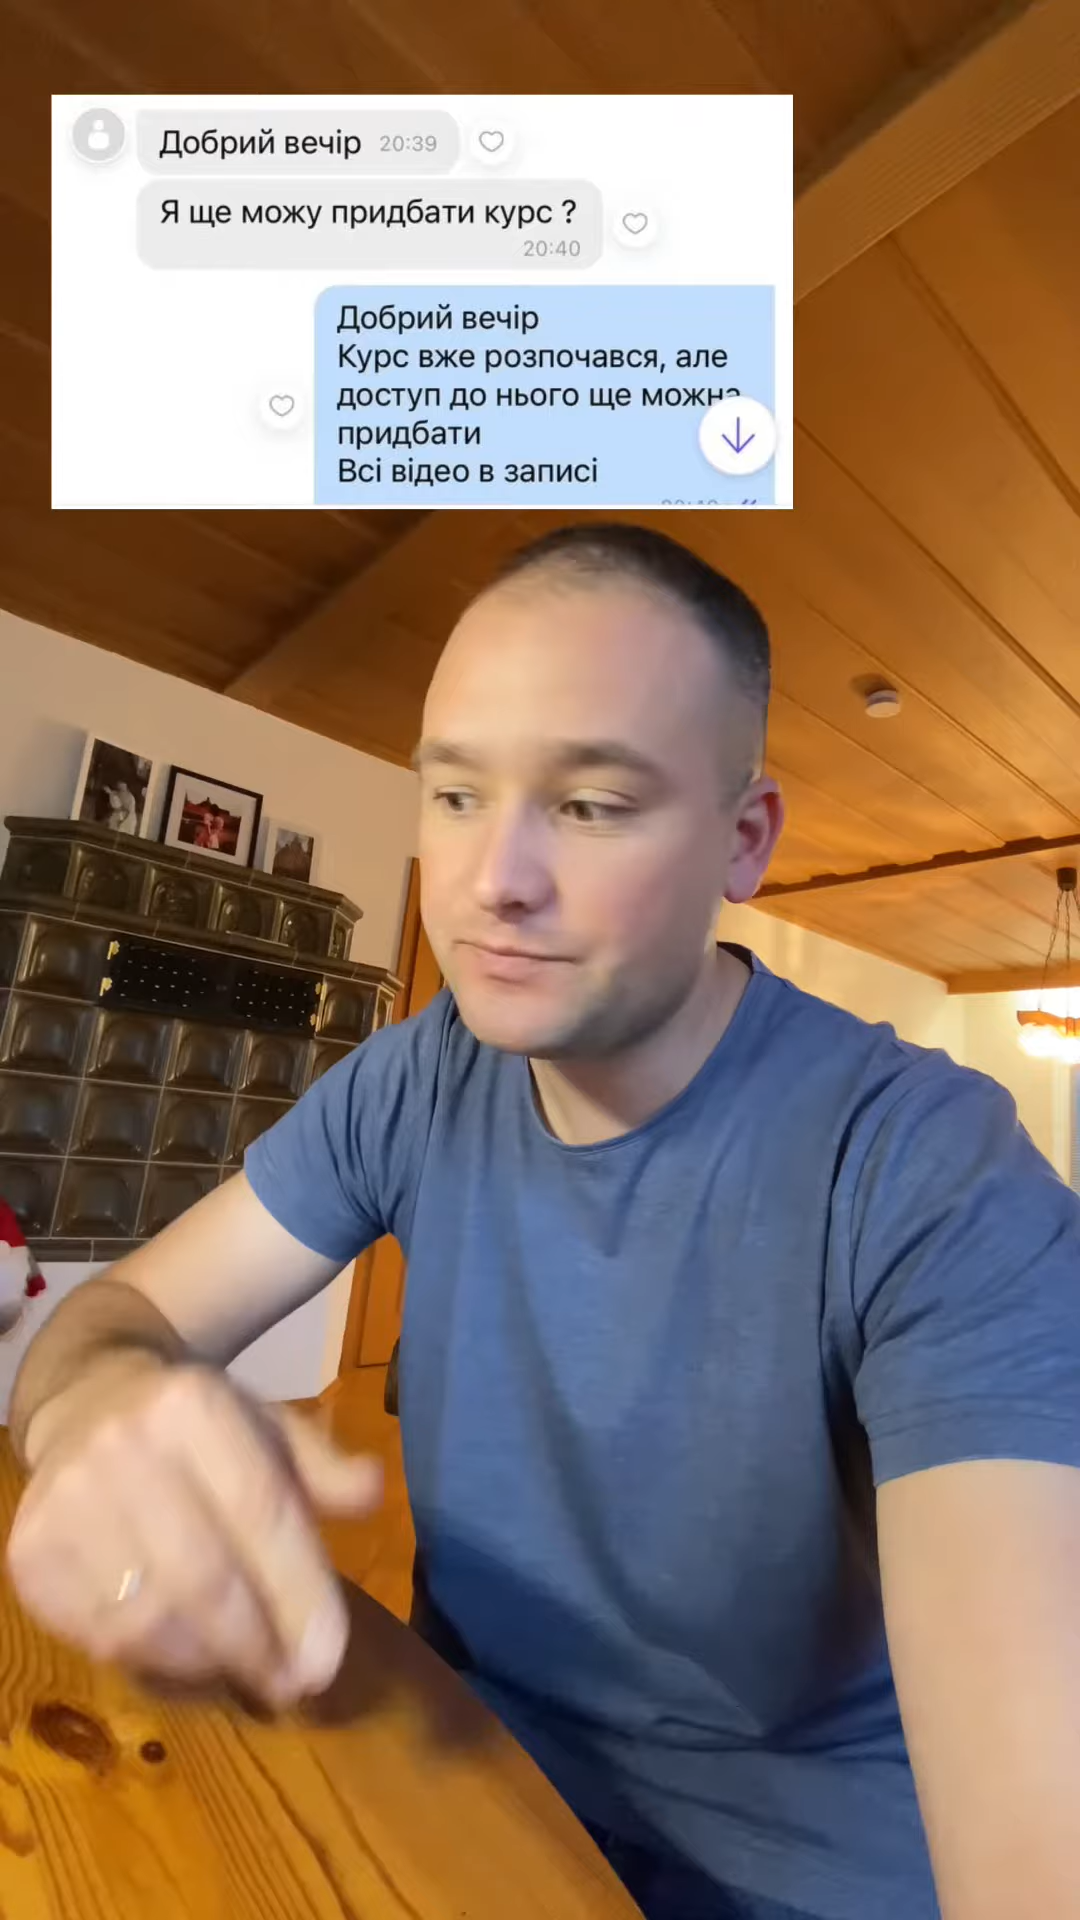 Добрий вечір 20:39
Я ще можу придбати курс ?
20:40
Добрий вечір
Курс вже розпочався, але
доступ до нього ще можна
придбати
Всі відео в записі